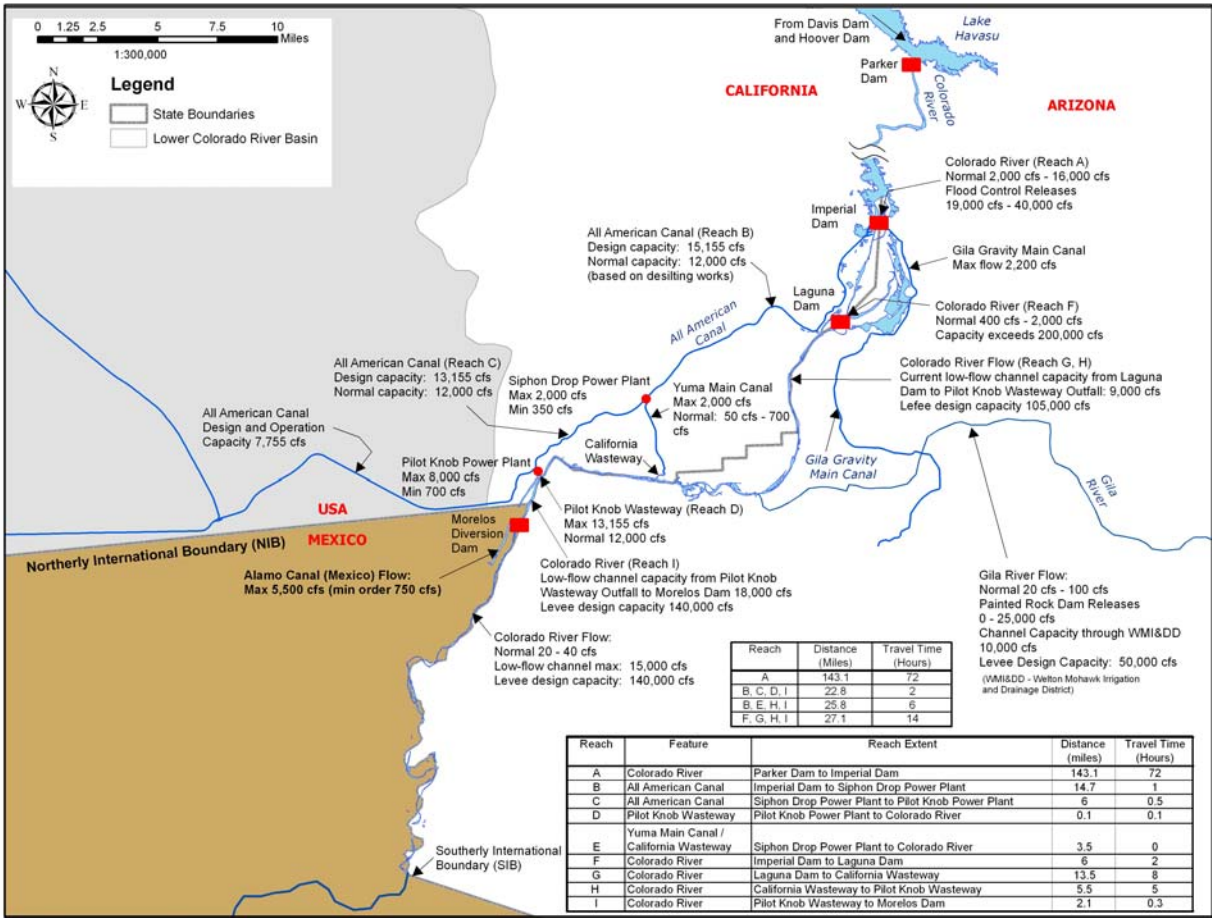 0 1.25 2.5 5 7.5 10
Miles
1:300,000
N
W E
S
Legend
State Boundaries
Lower Colorado River Basin
From Davis Dam
and Hoover Dam
Lake
Havasu
Parker
Dam
Colorado
River
CALIFORNIA
ARIZONA
Colorado River (Reach A)
Normal 2,000 cfs - 16,000 cfs
Flood Control Releases
19,000 cfs - 40,000 cfs
Imperial
Dam
All American Canal (Reach B)
Design capacity: 15,155 cfs
Normal capacity: 12,000 cfs
(based on desilting works)
Gila Gravity Main Canal
Max flow 2,200 cfs
Laguna
Dam
Colorado River (Reach F)
Normal 400 cfs - 2,000 cfs
Capacity exceeds 200,000 cfs
All American
Canal
All American Canal (Reach C)
Design capacity: 13,155 cfs
Normal capacity: 12,000 cfs
Siphon Drop Power Plant
Max 2,000 cfs
Min 350 cfs
Yuma Main Canal
Max 2,000 cfs
Normal: 50 cfs - 700
cfs
Colorado River Flow (Reach G, H)
Current low-flow channel capacity from Laguna
Dam to Pilot Knob Wasteway Outfall: 9,000 cfs
Lefee design capacity 105,000 cfs
All American Canal
Design and Operation
Capacity 7,755 cfs
California
Wasteway
Gila Gravity
Main Canal
Gila
River
Pilot Knob Power Plant
Max 8,000 cfs
Min 700 cfs
Pilot Knob Wasteway (Reach D)
Max 13,155 cfs
Normal 12,000 cfs
USA
MEXICO
Northerly International Boundary (NIB)
Morelos
Diversion
Dam
Alamo Canal (Mexico) Flow:
Max 5,500 cfs (min order 750 cfs)
Colorado River (Reach I)
Low-flow channel capacity from Pilot Knob
Wasteway Outfall to Morelos Dam 18,000 cfs
Levee design capacity 140,000 cfs
Gila River Flow:
Normal 20 cfs - 100 cfs
Painted Rock Dam Releases
0 - 25,000 cfs
Channel Capacity through WMI&DD
10,000 cfs
Levee Design Capacity: 50,000 cfs
(WMI&DD - Welton Mohawk Irrigation
and Drainage District)
Colorado River Flow:
Normal 20 - 40 cfs
Low-flow channel max: 15,000 cfs
Levee design capacity: 140,000 cfs
Reach Distance (Miles) Travel Time (Hours)
A 143.1 72
B, C, D, I 22.8 2
B, E, H, I 25.8 6
F, G, H, I 27.1 14
Southerly International
Boundary (SIB)
Reach Feature Reach Extent Distance (miles) Travel Time (Hours)
A Colorado River Parker Dam to Imperial Dam 143.1 72
B All American Canal Imperial Dam to Siphon Drop Power Plant 14.7 1
C All American Canal Siphon Drop Power Plant to Pilot Knob Power Plant 6 0.5
D Pilot Knob Wasteway Pilot Knob Power Plant to Colorado River 0.1 0.1
E Yuma Main Canal / California Wasteway Siphon Drop Power Plant to Colorado River 3.5 0
F Colorado River Imperial Dam to Laguna Dam 6 2
G Colorado River Laguna Dam to California Wasteway 13.5 8
H Colorado River California Wasteway to Pilot Knob Wasteway 5.5 5
I Colorado River Pilot Knob Wasteway to Morelos Dam 2.1 0.3